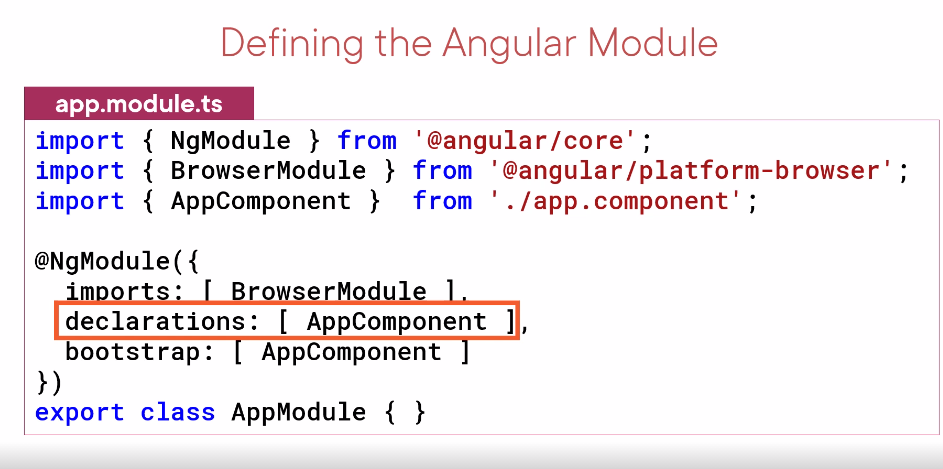 Defining the Angular Module
app.module.ts
import { NgModule } from '@angular/core';
import { BrowserModule } from '@angular/platform-browser';
import { AppComponent }  from './app.component';
@NgModule({
  imports: [ BrowserModule ],
  declarations: [ AppComponent ],
  bootstrap: [ AppComponent ]
})
export class AppModule { }